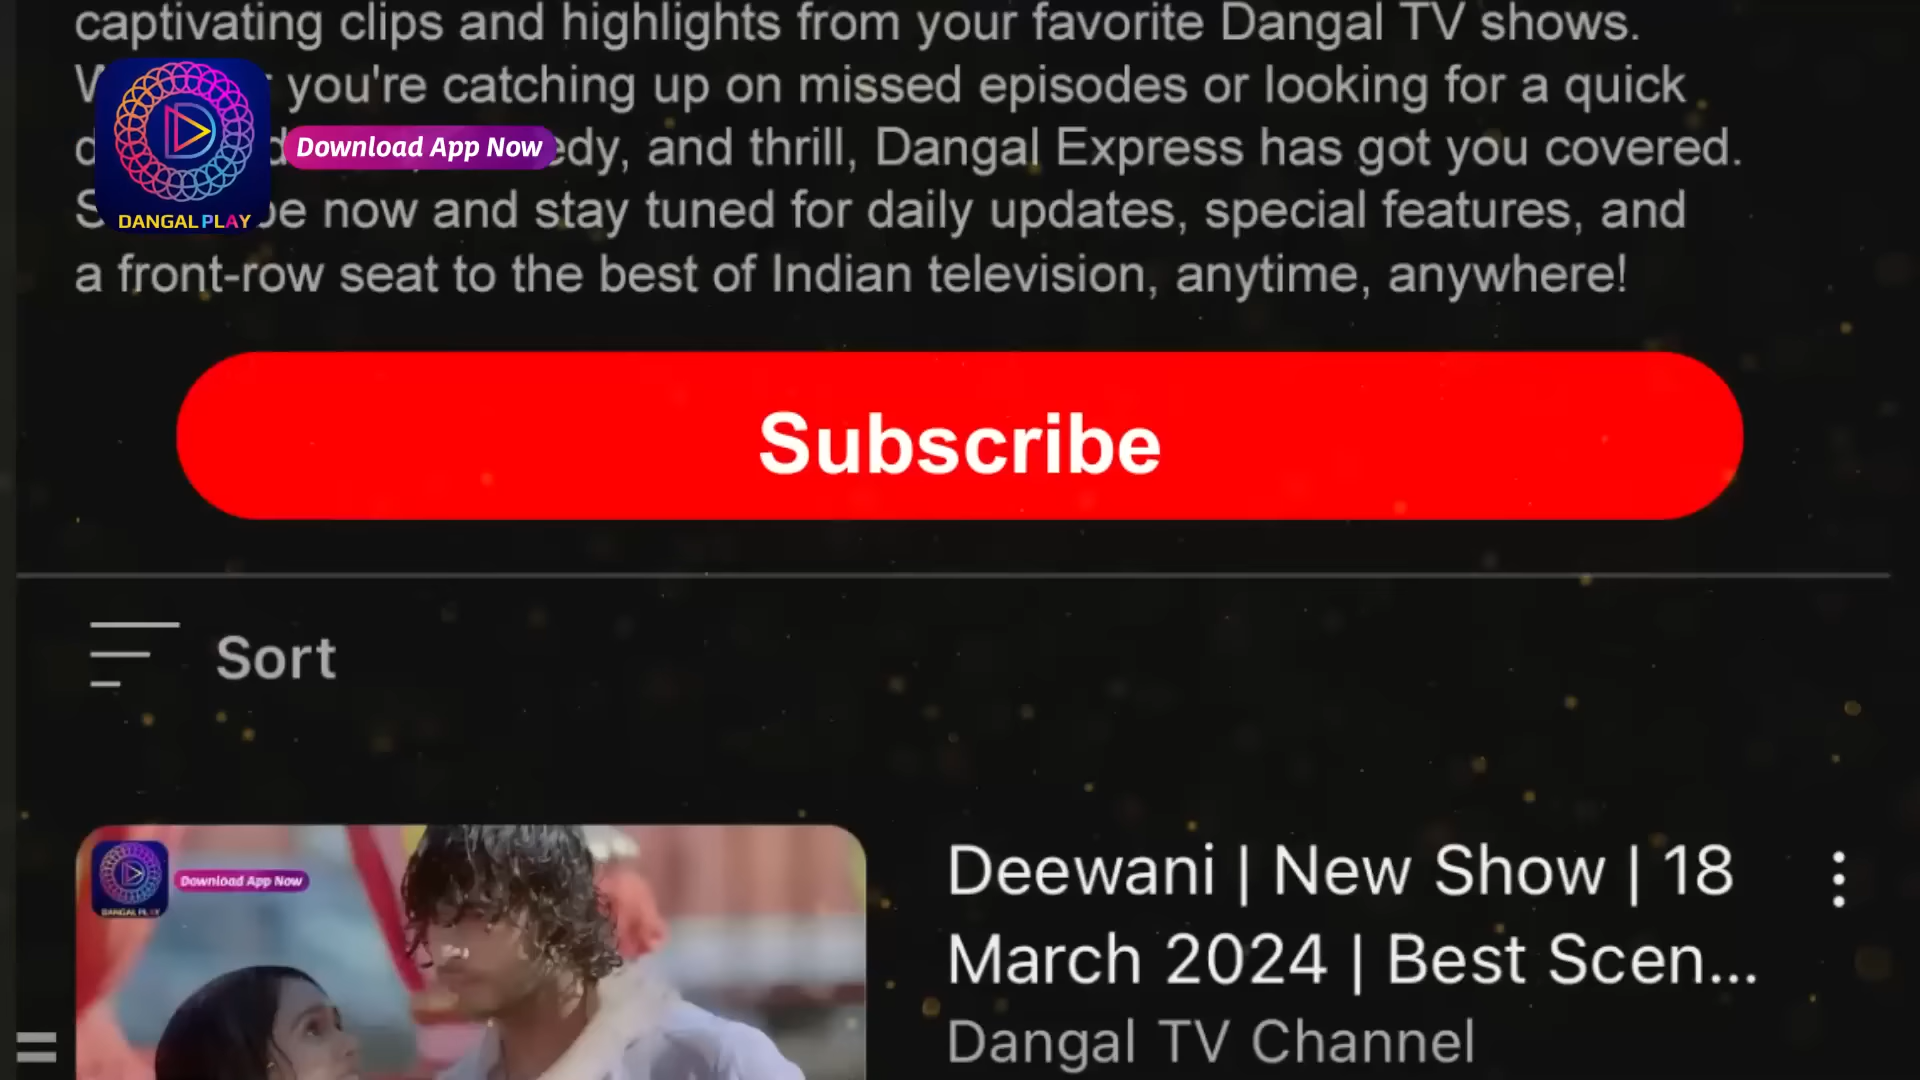 captivating clips and highlights from your favorite Dangal TV shows.
you're catching up on missed episodes or looking for a quick
Download App Now
and thrill, Dangal Express has got you covered.
DANGAL PLAY
now and stay tuned for daily updates, special features, and
a front-row seat to the best of Indian television, anytime, anywhere!
Subscribe
Sort
Download App Now
DANGAL PLAY
Deewani | New Show | 18
March 2024 | Best Scen...
Dangal TV Channel